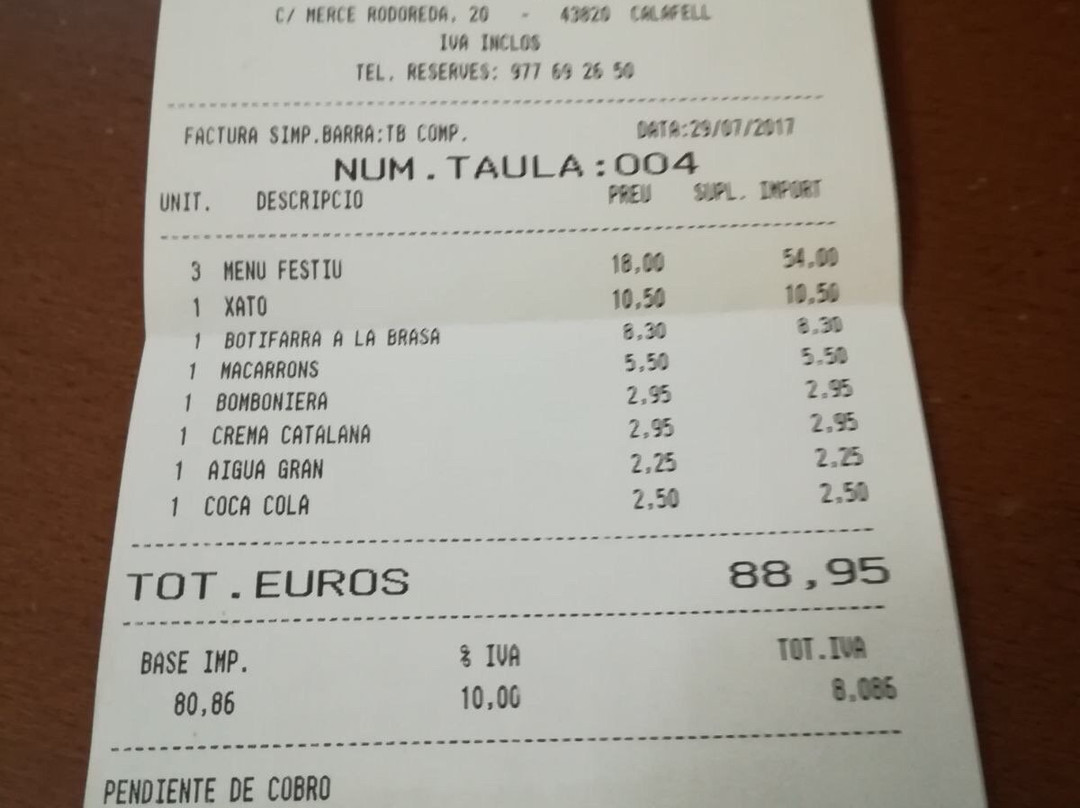 C/ MERCE RODOREDA, 20 - 43820 CALAFELL
IVA INCLOS
TEL. RESERVES: 977 69 26 50
FACTURA SIMP.BARRA:TB COMP. DATA:29/07/2017
NUM.TAULA:004
UNIT. DESCRIPCIO PREU SUPL. IMPORT
3 MENU FESTIU 18,00 54,00
1 XATO 10,50 10,50
1 BOTIFARRA A LA BRASA 8,30 8,30
1 MACARRONS 5,50 5,50
1 BOMBONIERA 2,95 2,95
1 CREMA CATALANA 2,95 2,95
1 AIGUA GRAN 2,25 2,25
1 COCA COLA 2,50 2,50
TOT.EUROS 88,95
BASE IMP. % IVA TOT.IVA
80,86 10,00 8,086
PENDIENTE DE COBRO